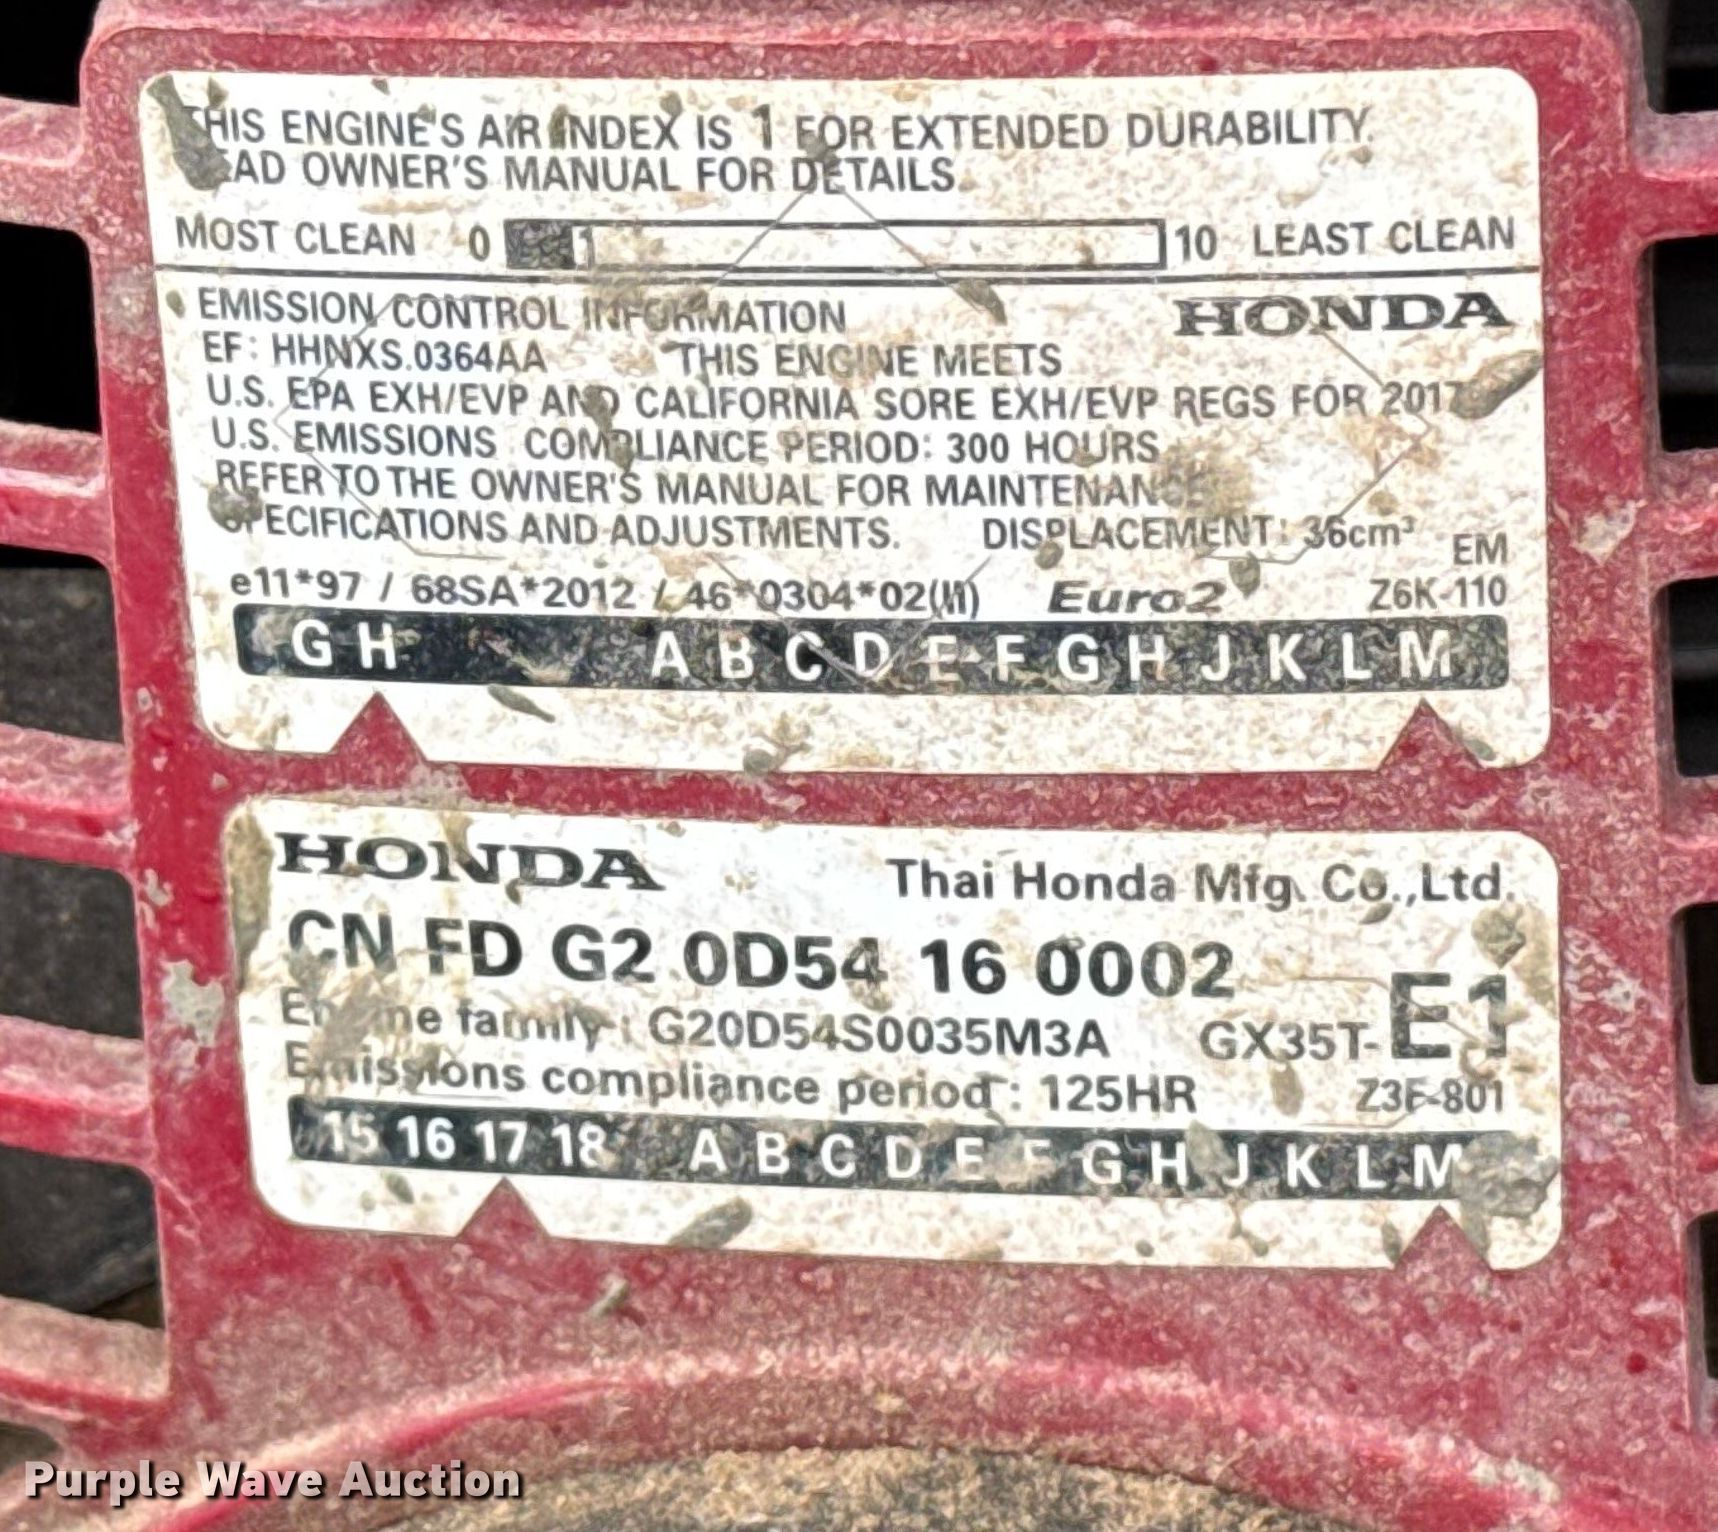 THIS ENGINE'S AIR INDEX IS 1 FOR EXTENDED DURABILITY.
OWNER'S MANUAL FOR DETAILS.
MOST CLEAN 0 1 10 LEAST CLEAN
EMISSION CONTROL INFORMATION HONDA
EF: HHNXS.0364AA THIS ENGINE MEETS
U.S. EPA EXH/EVP AND CALIFORNIA SORE EXH/EVP REGS FOR 2017
U.S. EMISSIONS COMPLIANCE PERIOD: 300 HOURS
REFER TO THE OWNER'S MANUAL FOR MAINTENANCE
SPECIFICATIONS AND ADJUSTMENTS. DISPLACEMENT: 36cm³ EM
e11*97 / 68SA*2012 / 46*0304*02(M) Euro2 Z6K-110
G H A B C D E F G H J K L M
HONDA Thai Honda Mfg. Co.,Ltd.
CN FD G2 0D54 16 0002
Engine family : G20D54S0035M3A GX35T-E1
Emissions compliance period : 125HR Z3F-801
15 16 17 18 A B C D E F G H J K L M
Purple Wave Auction